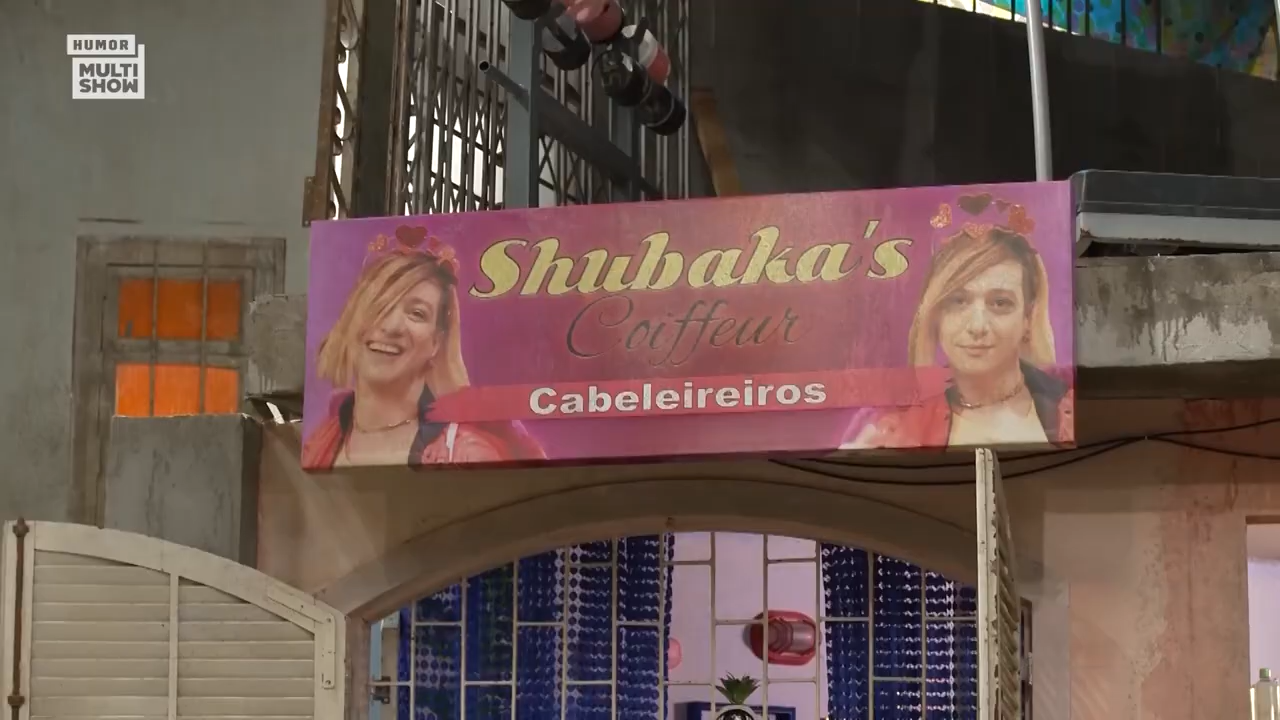 HUMOR
MULTI
SHOW
Shubaka's
Coiffeur
Cabeleireiros